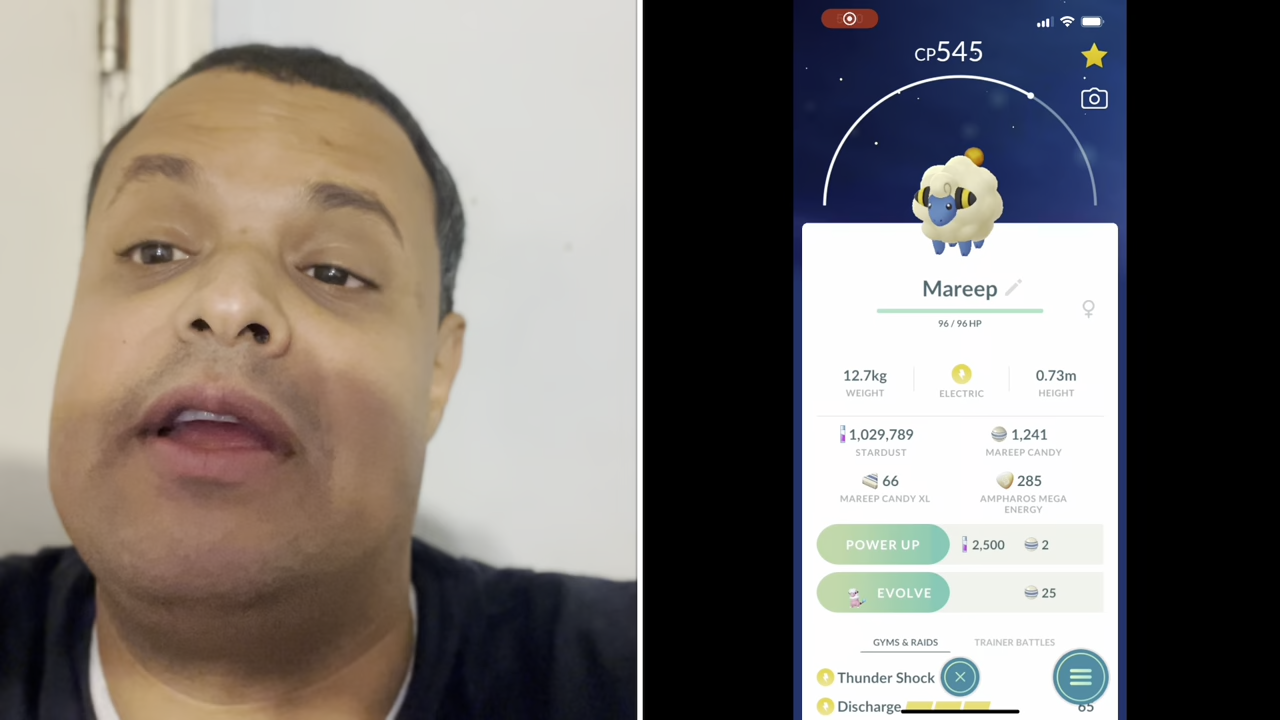 CP545
Mareep
96 / 96 HP
12.7kg
WEIGHT
ELECTRIC
0.73m
HEIGHT
1,029,789
STARDUST
1,241
MAREEP CANDY
66
MAREEP CANDY XL
285
AMPHAROS MEGA
ENERGY
POWER UP 2,500 2
EVOLVE 25
GYMS & RAIDS TRAINER BATTLES
Thunder Shock
Discharge 65